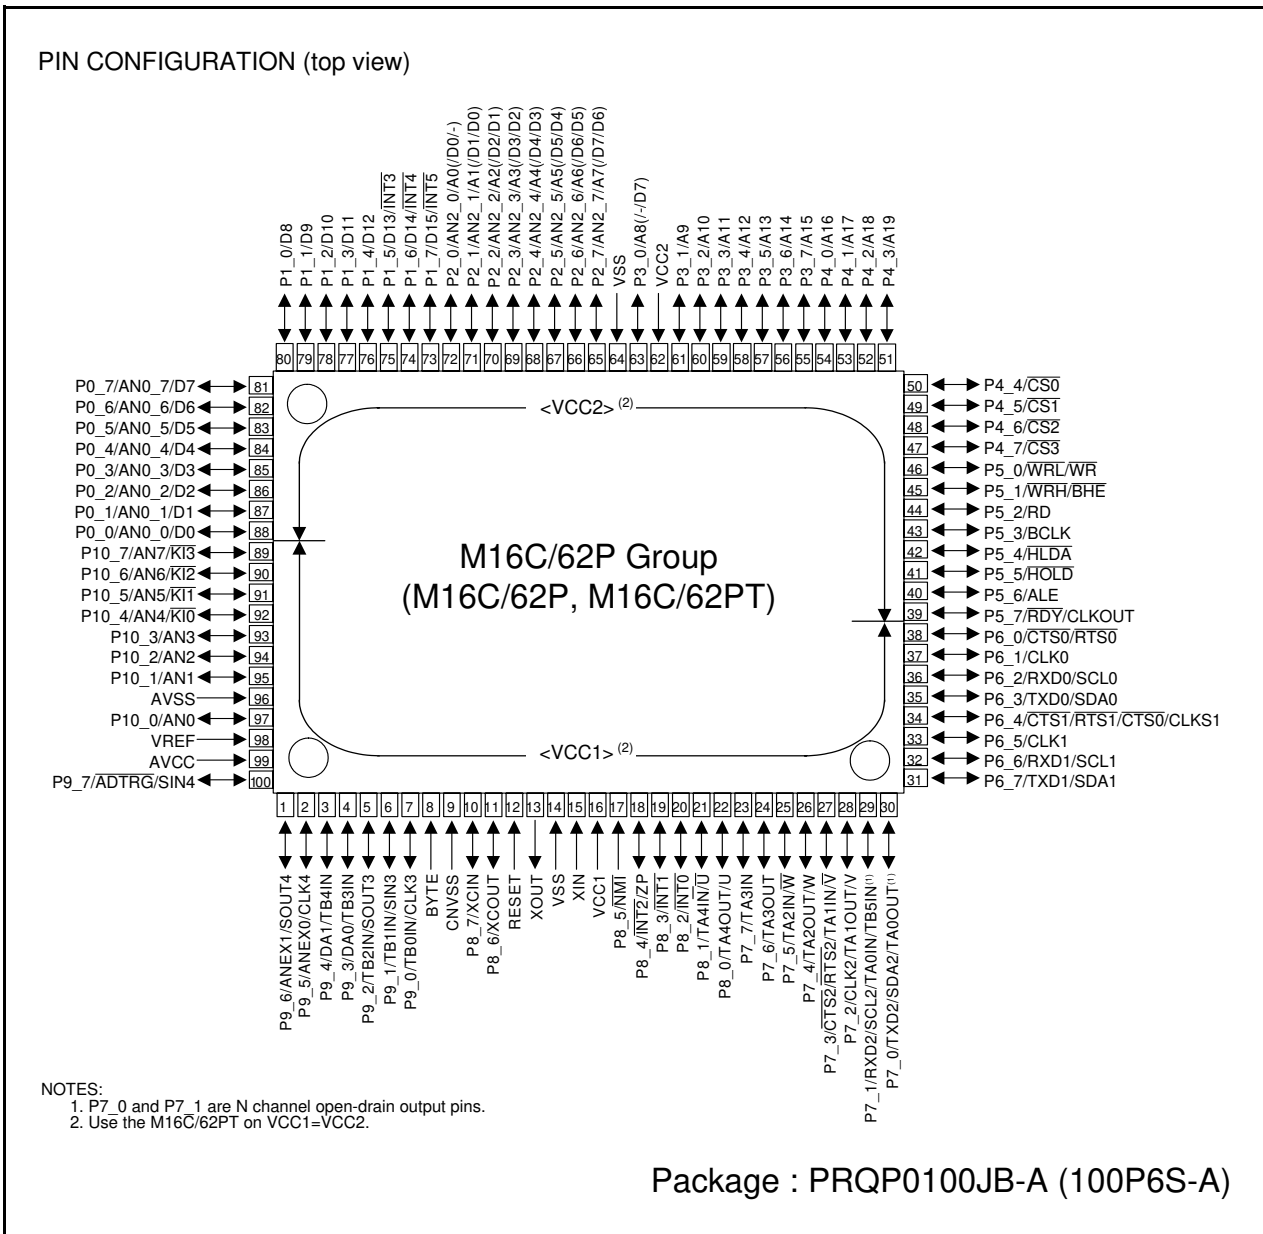 PIN CONFIGURATION (top view)
P1_0/D8
P1_1/D9
P1_2/D10
P1_3/D11
P1_4/D12
P1_5/D13/INT3
P1_6/D14/INT4
P1_7/D15/INT5
P2_0/AN2_0/A0(/D0/-)
P2_1/AN2_1/A1(/D1/D0)
P2_2/AN2_2/A2(/D2/D1)
P2_3/AN2_3/A3(/D3/D2)
P2_4/AN2_4/A4(/D4/D3)
P2_5/AN2_5/A5(/D5/D4)
P2_6/AN2_6/A6(/D6/D5)
P2_7/AN2_7/A7(/D7/D6)
VSS
P3_0/A8(/-/D7)
VCC2
P3_1/A9
P3_2/A10
P3_3/A11
P3_4/A12
P3_5/A13
P3_6/A14
P3_7/A15
P4_0/A16
P4_1/A17
P4_2/A18
P4_3/A19
80 79 78 77 76 75 74 73 72 71 70 69 68 67 66 65 64 63 62 61 60 59 58 57 56 55 54 53 52 51
P0_7/AN0_7/D7 81
P0_6/AN0_6/D6 82
P0_5/AN0_5/D5 83
P0_4/AN0_4/D4 84
P0_3/AN0_3/D3 85
P0_2/AN0_2/D2 86
P0_1/AN0_1/D1 87
P0_0/AN0_0/D0 88
P10_7/AN7/KI3 89
P10_6/AN6/KI2 90
P10_5/AN5/KI1 91
P10_4/AN4/KI0 92
P10_3/AN3 93
P10_2/AN2 94
P10_1/AN1 95
AVSS 96
P10_0/AN0 97
VREF 98
AVCC 99
P9_7/ADTRG/SIN4 100
<VCC2> (2)
M16C/62P Group
(M16C/62P, M16C/62PT)
<VCC1> (2)
50 P4_4/CS0
49 P4_5/CS1
48 P4_6/CS2
47 P4_7/CS3
46 P5_0/WRL/WR
45 P5_1/WRH/BHE
44 P5_2/RD
43 P5_3/BCLK
42 P5_4/HLDA
41 P5_5/HOLD
40 P5_6/ALE
39 P5_7/RDY/CLKOUT
38 P6_0/CTS0/RTS0
37 P6_1/CLK0
36 P6_2/RXD0/SCL0
35 P6_3/TXD0/SDA0
34 P6_4/CTS1/RTS1/CTS0/CLKS1
33 P6_5/CLK1
32 P6_6/RXD1/SCL1
31 P6_7/TXD1/SDA1
1 2 3 4 5 6 7 8 9 10 11 12 13 14 15 16 17 18 19 20 21 22 23 24 25 26 27 28 29 30
P9_6/ANEX1/SOUT4
P9_5/ANEX0/CLK4
P9_4/DA1/TB4IN
P9_3/DA0/TB3IN
P9_2/TB2IN/SOUT3
P9_1/TB1IN/SIN3
P9_0/TB0IN/CLK3
BYTE
CNVSS
P8_7/XCIN
P8_6/XCOUT
RESET
XOUT
VSS
XIN
VCC1
P8_5/NMI
P8_4/INT2/ZP
P8_3/INT1
P8_2/INT0
P8_1/TA4IN/U
P8_0/TA4OUT/U
P7_7/TA3IN
P7_6/TA3OUT
P7_5/TA2IN/W
P7_4/TA2OUT/W
P7_3/CTS2/RTS2/TA1IN/V
P7_2/CLK2/TA1OUT/V
P7_1/RXD2/SCL2/TA0IN/TB5IN(1)
P7_0/TXD2/SDA2/TA0OUT(1)
NOTES:
1. P7_0 and P7_1 are N channel open-drain output pins.
2. Use the M16C/62PT on VCC1=VCC2.
Package : PRQP0100JB-A (100P6S-A)